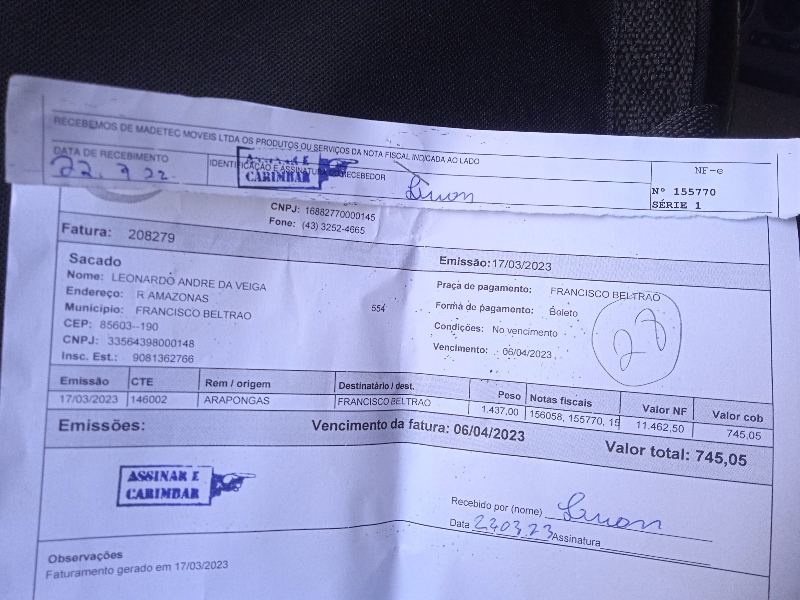 RECEBEMOS DE MADETEC MOVEIS LTDA OS PRODUTOS OU SERVIÇOS DA NOTA FISCAL INDICADA AO LADO
DATA DE RECEBIMENTO
IDENTIFICAÇÃO E ASSINATURA DO RECEBEDOR
ASSINAR E
CARIMBAR
NF-e
Nº 155770
SÉRIE 1
CNPJ: 16882770000145
Fone: (43) 3252-4665
Fatura: 208279
Emissão: 17/03/2023
Sacado
Nome: LEONARDO ANDRE DA VEIGA
Endereço: R AMAZONAS 554
Município: FRANCISCO BELTRAO
CEP: 85603--190
CNPJ: 33564398000148
Insc. Est.: 9081362766
Praça de pagamento: FRANCISCO BELTRAO
Forma de pagamento: Boleto
Condições: No vencimento
Vencimento: 06/04/2023
27
Emissão CTE Rem / origem Destinatário / dest. Peso Notas fiscais Valor NF Valor cob
17/03/2023 146002 ARAPONGAS FRANCISCO BELTRAO 1.437,00 156058, 155770, 15 11.462,50 745,05
Emissões: Vencimento da fatura: 06/04/2023 Valor total: 745,05
ASSINAR E
CARIMBAR
Recebido por (nome)
Data 22 03 23 Assinatura
Observações
Faturamento gerado em 17/03/2023